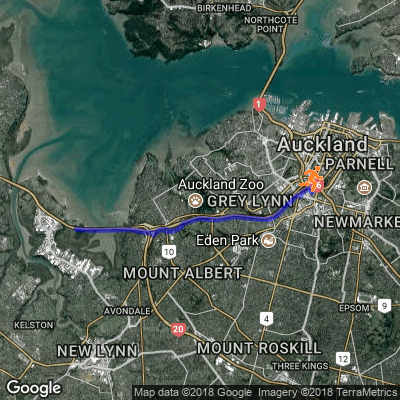 BIRKENHEAD
NORTHCOTE
POINT
1
Auckland
PARNELL
Auckland Zoo
GREY LYNN
6
NEWMARKE
Eden Park
10
MOUNT ALBERT
AVONDALE
4
9
KELSTON
EPSOM
20
NEW LYNN
MOUNT ROSKILL
12
THREE KINGS
Google
Map data ©2018 Google Imagery ©2018 TerraMetrics